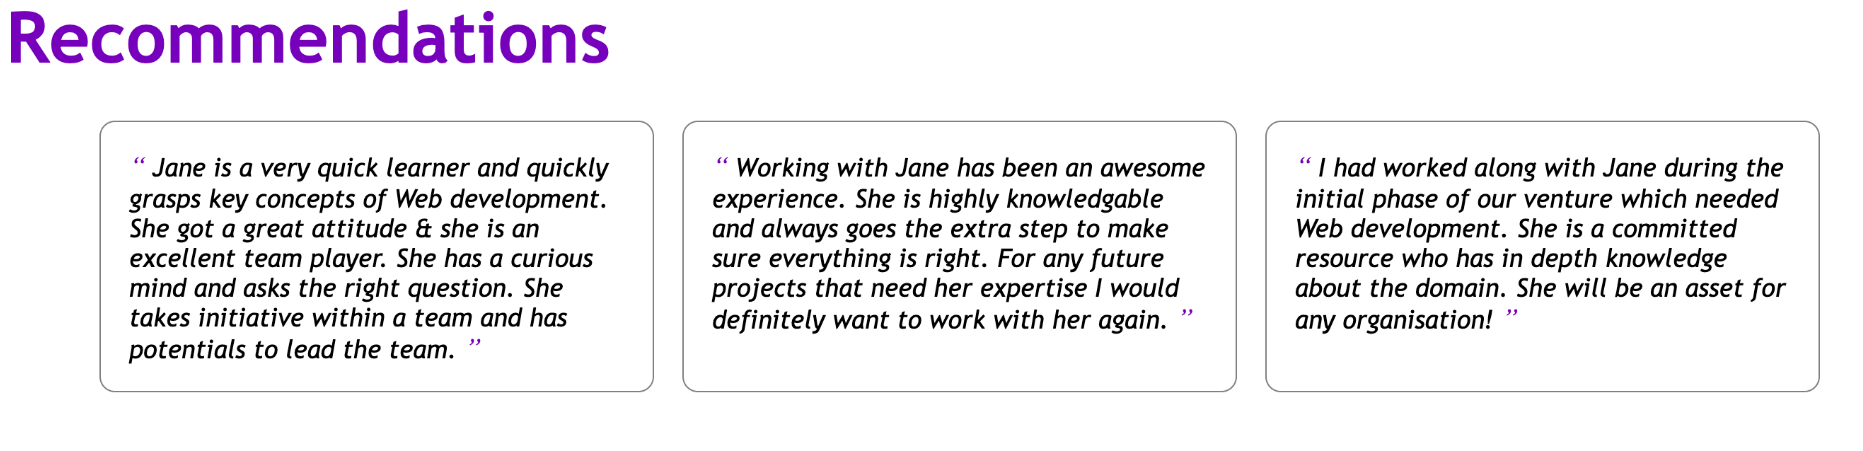 Recommendations
“ Jane is a very quick learner and quickly
grasps key concepts of Web development.
She got a great attitude & she is an
excellent team player. She has a curious
mind and asks the right question. She
takes initiative within a team and has
potentials to lead the team. ”
“ Working with Jane has been an awesome
experience. She is highly knowledgable
and always goes the extra step to make
sure everything is right. For any future
projects that need her expertise I would
definitely want to work with her again. ”
“ I had worked along with Jane during the
initial phase of our venture which needed
Web development. She is a committed
resource who has in depth knowledge
about the domain. She will be an asset for
any organisation! ”